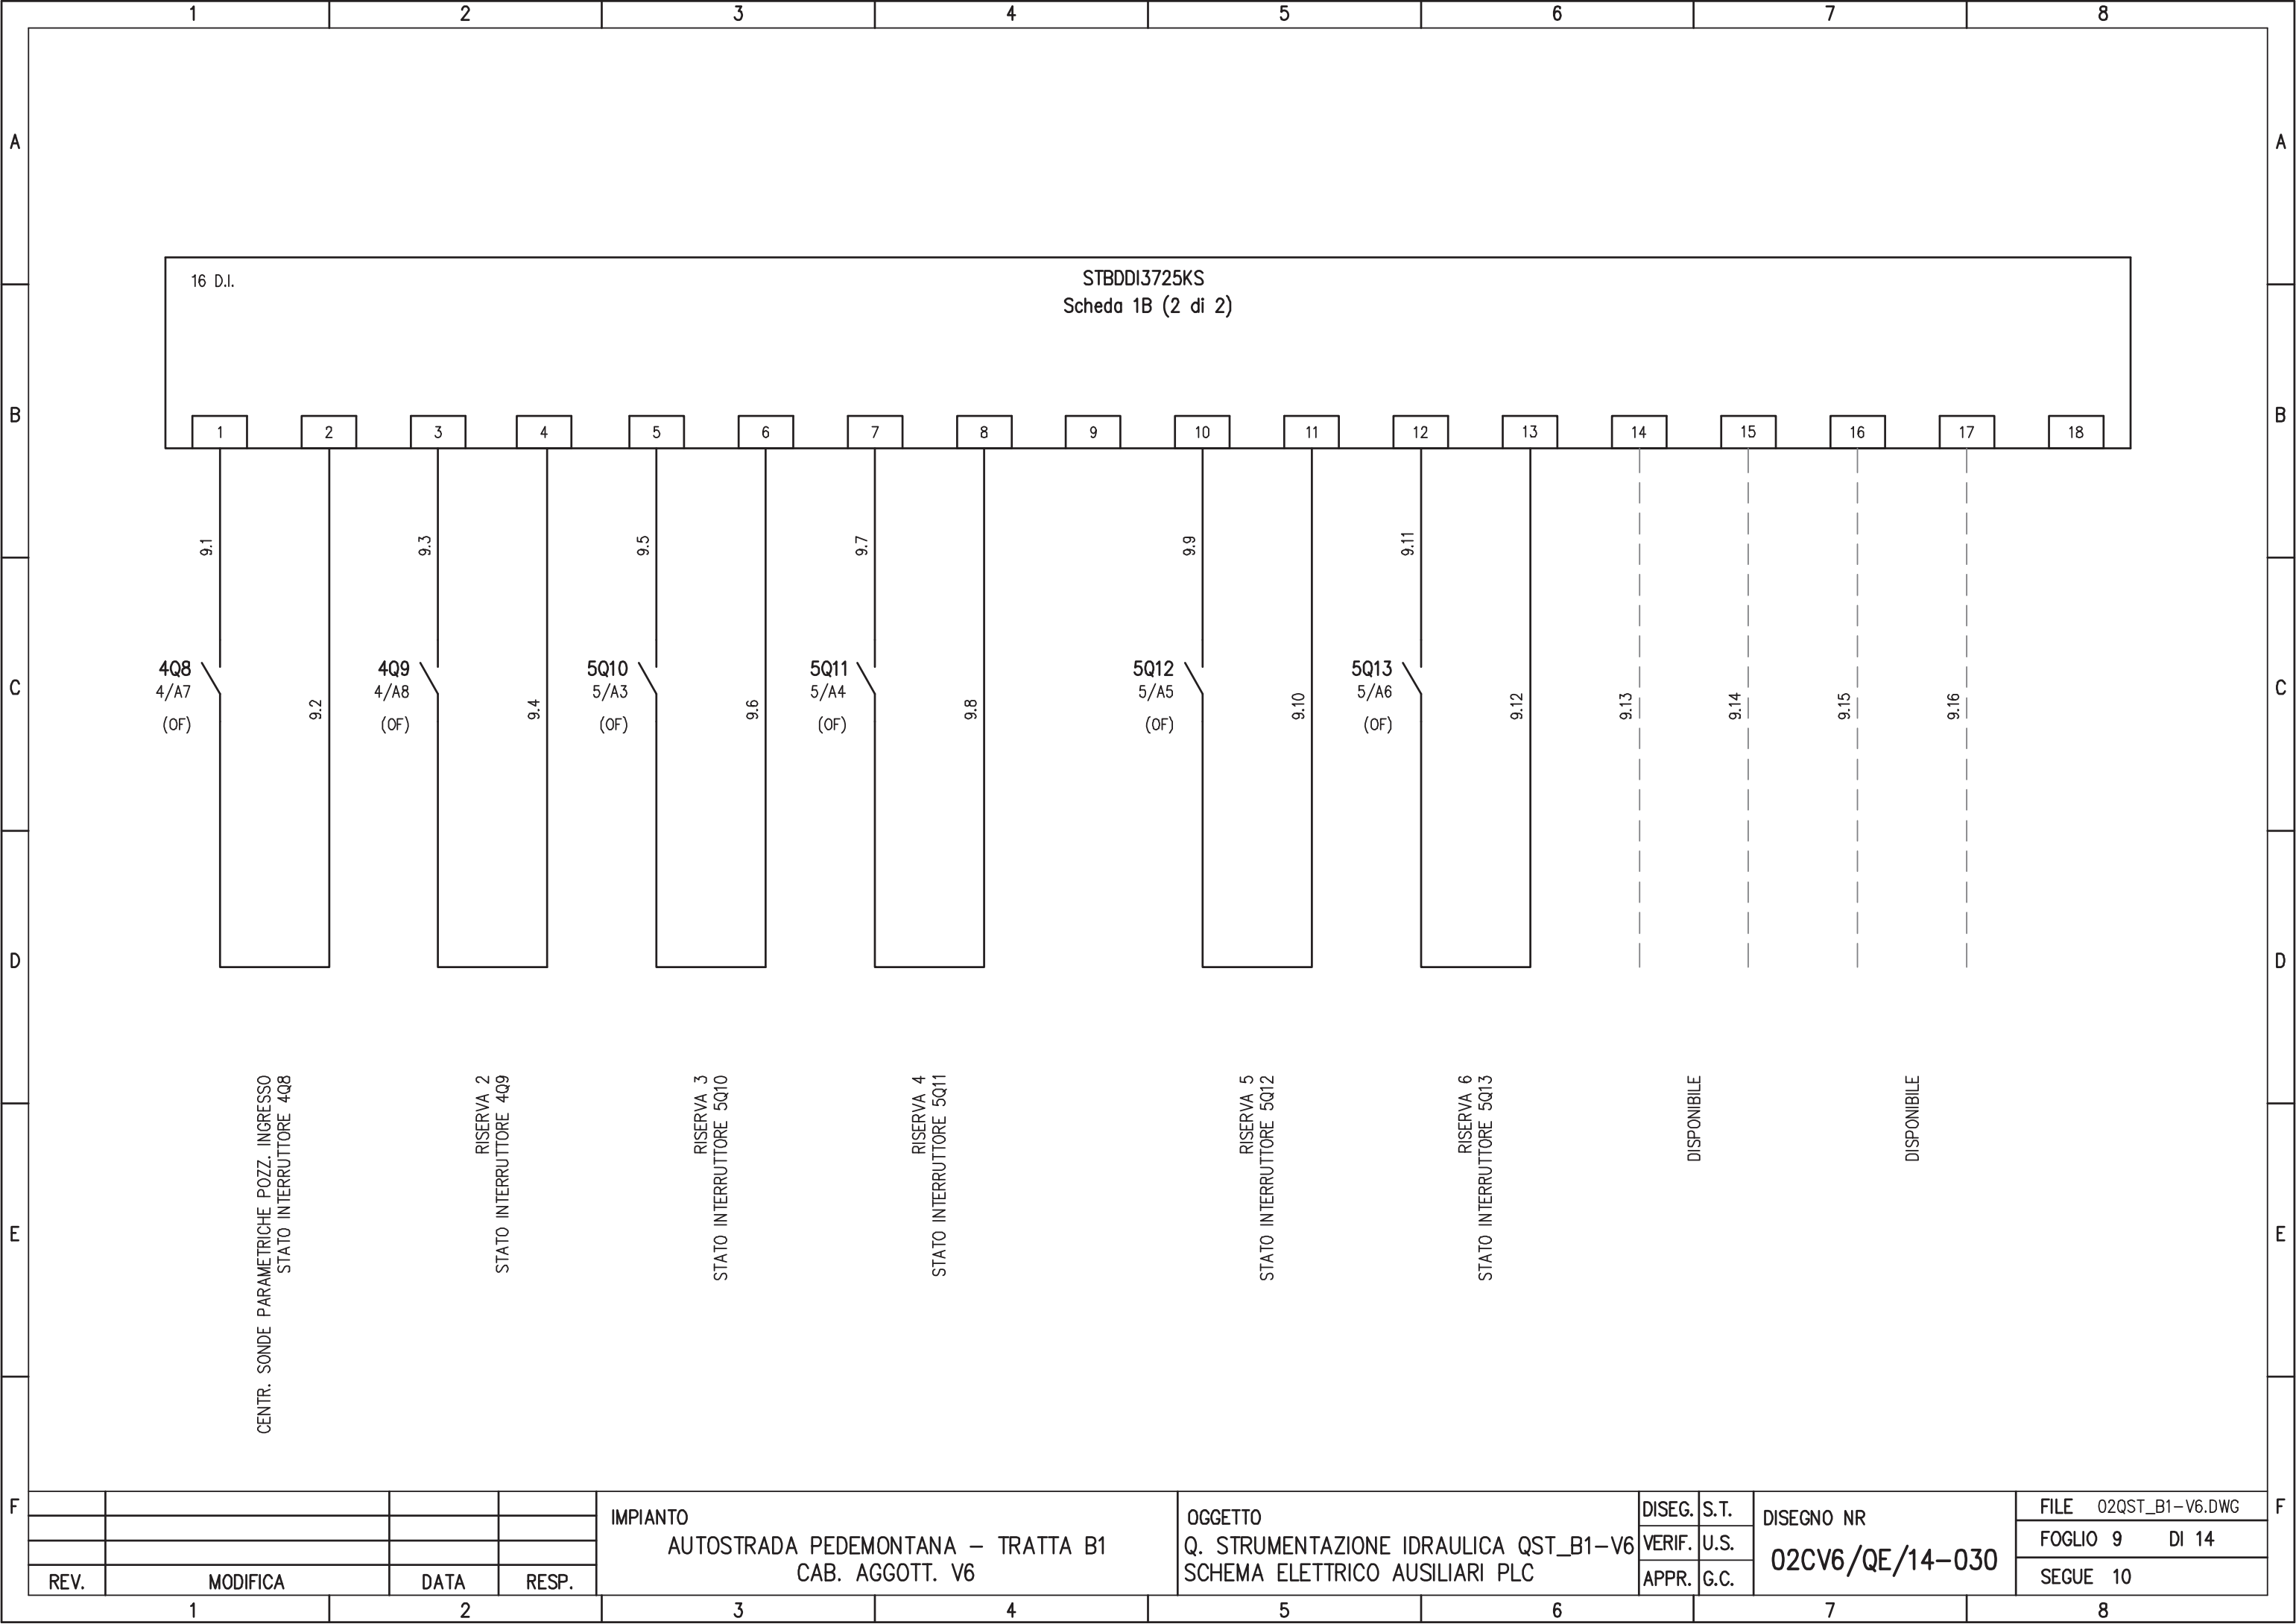 1 2 3 4 5 6 7 8
A A
16 D.I.
STBDDI3725KS
Scheda 1B (2 di 2)
B B
1 2 3 4 5 6 7 8 9 10 11 12 13 14 15 16 17 18
9.1 9.3 9.5 9.7 9.9 9.11
4Q8 4Q9 5Q10 5Q11 5Q12 5Q13
C C
4/A7 4/A8 5/A3 5/A4 5/A5 5/A6
(OF) (OF) (OF) (OF) (OF) (OF)
9.2 9.4 9.6 9.8 9.10 9.12 9.13 9.14 9.15 9.16
D D
CENTR. SONDE PARAMETRICHE POZZ. INGRESSO
STATO INTERRUTTORE 4Q8
RISERVA 2
STATO INTERRUTTORE 4Q9
RISERVA 3
STATO INTERRUTTORE 5Q10
RISERVA 4
STATO INTERRUTTORE 5Q11
RISERVA 5
STATO INTERRUTTORE 5Q12
RISERVA 6
STATO INTERRUTTORE 5Q13
DISPONIBILE
DISPONIBILE
E E
F F
REV. MODIFICA DATA RESP.
IMPIANTO
AUTOSTRADA PEDEMONTANA – TRATTA B1
CAB. AGGOTT. V6
OGGETTO
Q. STRUMENTAZIONE IDRAULICA QST_B1–V6
SCHEMA ELETTRICO AUSILIARI PLC
DISEG. S.T.
VERIF. U.S.
APPR. G.C.
DISEGNO NR
02CV6/QE/14–030
FILE 02QST_B1–V6.DWG
FOGLIO 9 DI 14
SEGUE 10
1 2 3 4 5 6 7 8